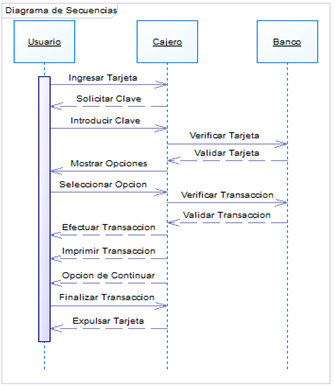 Diagrama de Secuencias
Usuario
Cajero
Banco
Ingresar Tarjeta
Solicitar Clave
Introducir Clave
Verificar Tarjeta
Validar Tarjeta
Mostrar Opciones
Seleccionar Opcion
Verificar Transaccion
Validar Transaccion
Efectuar Transaccion
Imprimir Transaccion
Opcion de Continuar
Finalizar Transaccion
Expulsar Tarjeta